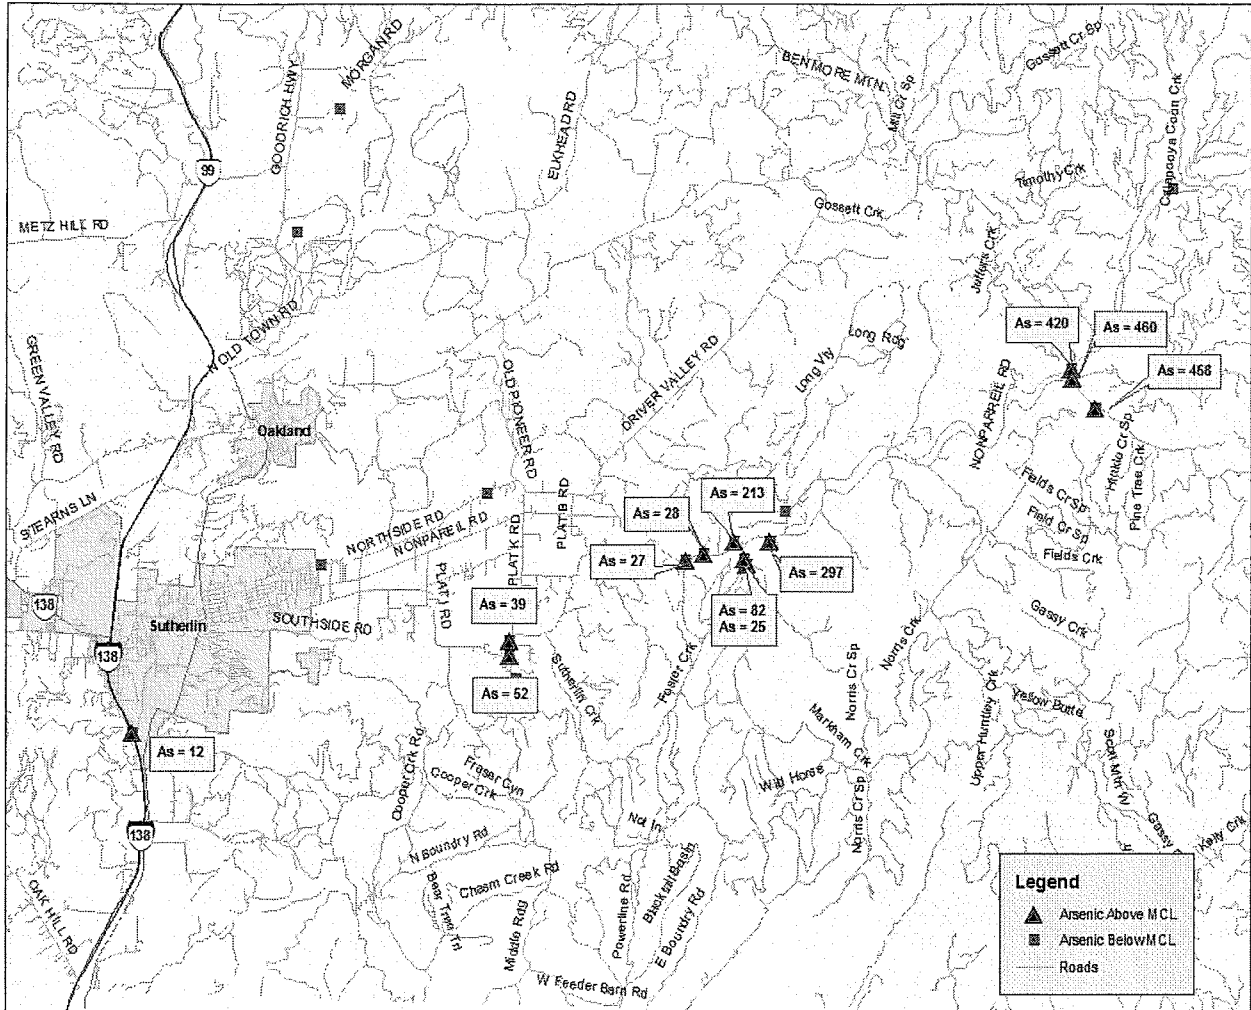 MORGAN RD
GOODRICH HWY
ELKHEAD RD
BENMORE MTN
Mill Cr Sp
Gossett Cr Sp
Calapooya Coon Crk
99
METZ HILL RD
Timothy Crk
Gossett Crk
Jeffers Crk
N OLD TOWN RD
GREEN VALLEY RD
Oakland
OLD PIONEER RD
DRIVER VALLEY RD
Long Vly
Long Rdg
As = 420
As = 460
As = 458
NONPAREIL RD
Hinkle Cr Sp
Pine Tree Crk
STEARNS LN
NORTHSIDE RD
NONPAREIL RD
PLAT K RD
PLAT B RD
PLAT J RD
As = 213
As = 28
As = 27
As = 297
As = 82
As = 25
Fields Cr Sp
Field Cr Sp
Fields Crk
138
Sutherlin
SOUTHSIDE RD
As = 39
As = 52
138
As = 12
138
Sutherlin Crk
Foster Crk
Norris Cr Sp
Norris Crk
Gassy Crk
Yellow Butte
Upper Huntley Crk
Scott Mtn Vly
Markham Crk
Wild Horse
Norris Cr Sp
Cooper Crk Rd
Fraser Cyn
Cooper Crk
Not In
N Boundry Rd
Chasm Creek Rd
Bear Tree Trl
Middle Rdg
Powerline Rd
E Boundry Rd
W Feeder Barn Rd
OAK HILL RD
Kelly Crk
Legend
Arsenic Above MCL
Arsenic Below MCL
Roads